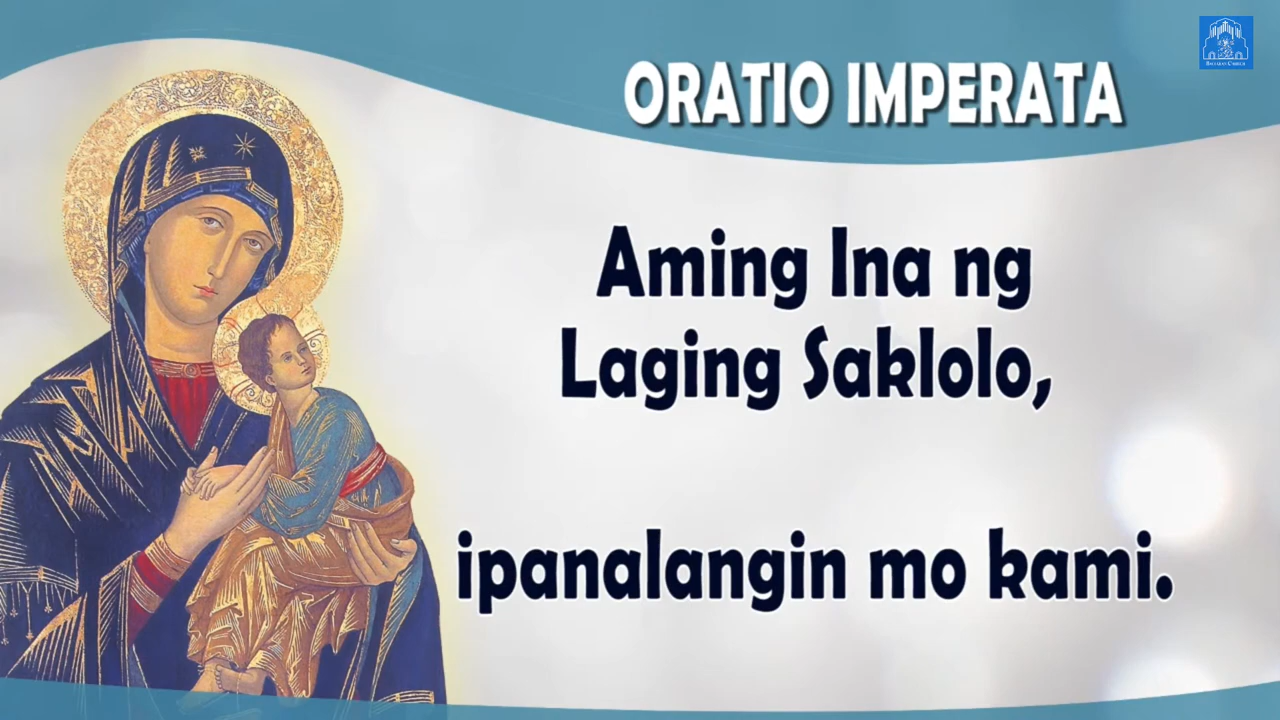 ORATIO IMPERATA
Aming Ina ng
Laging Saklolo,
ipanalangin mo kami.